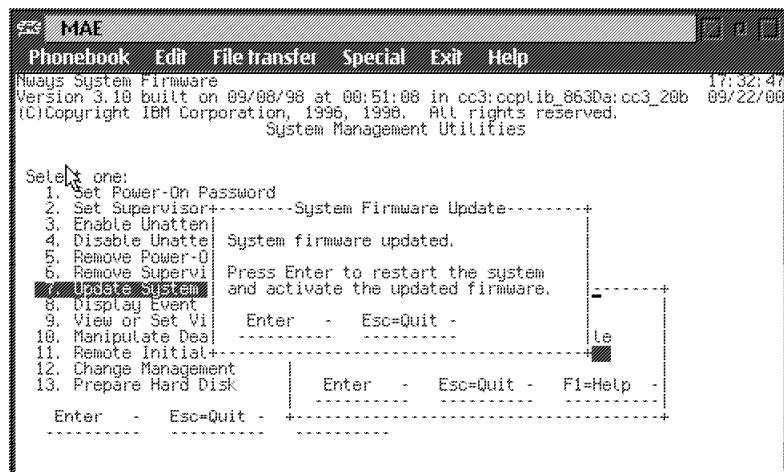 MAE
Phonebook Edit File transfer Special Exit Help
Nways System Firmware 17:32:47
Version 3.10 built on 09/08/98 at 00:51:08 in cc3:ccplib_863Da:cc3_20b 09/22/00
(C)Copyright IBM Corporation, 1996, 1998. All rights reserved.
System Management Utilities
Select one:
1. Set Power-On Password
2. Set Supervisor
3. Enable Unatten
4. Disable Unatte
5. Remove Power-O
6. Remove Supervi
7. Update System
8. Display Event
9. View or Set Vi
10. Manipulate Dea
11. Remote Initial
12. Change Management
13. Prepare Hard Disk
Enter - Esc=Quit -
System Firmware Update
System firmware updated.
Press Enter to restart the system
and activate the updated firmware.
Enter - Esc=Quit -
le
Enter - Esc=Quit - F1=Help -